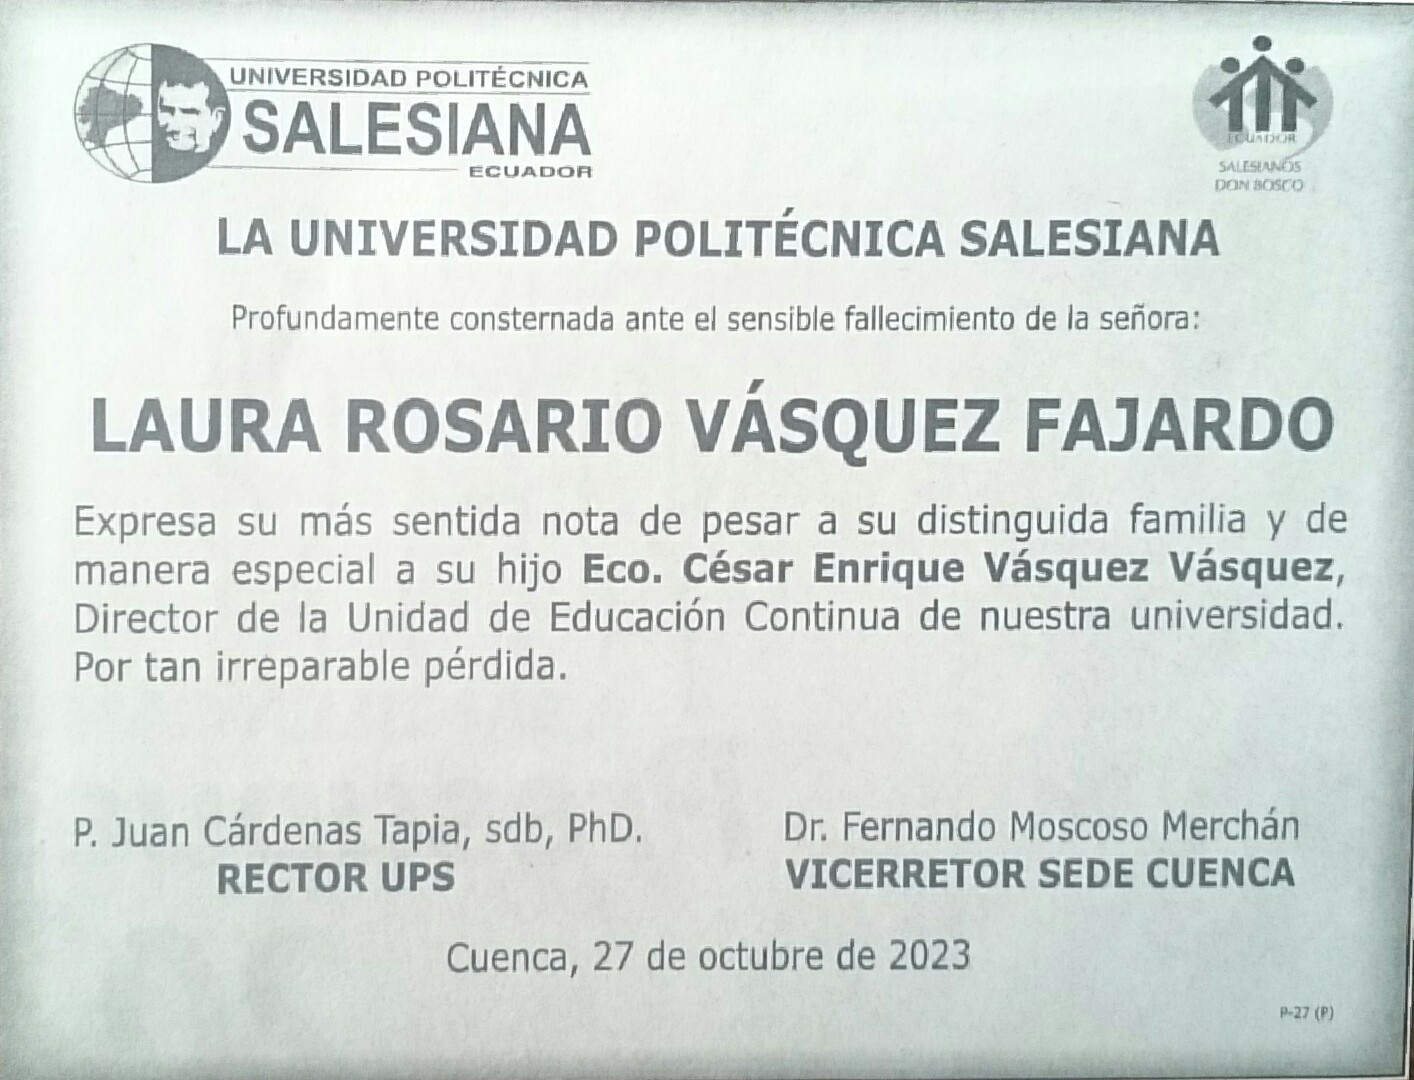 UNIVERSIDAD POLITÉCNICA
SALESIANA
ECUADOR
ECUADOR
SALESIANOS
DON BOSCO
LA UNIVERSIDAD POLITÉCNICA SALESIANA
Profundamente consternada ante el sensible fallecimiento de la señora:
LAURA ROSARIO VÁSQUEZ FAJARDO
Expresa su más sentida nota de pesar a su distinguida familia y de
manera especial a su hijo Eco. César Enrique Vásquez Vásquez,
Director de la Unidad de Educación Continua de nuestra universidad.
Por tan irreparable pérdida.
P. Juan Cárdenas Tapia, sdb, PhD.
RECTOR UPS
Dr. Fernando Moscoso Merchán
VICERRETOR SEDE CUENCA
Cuenca, 27 de octubre de 2023
P-27 (P)